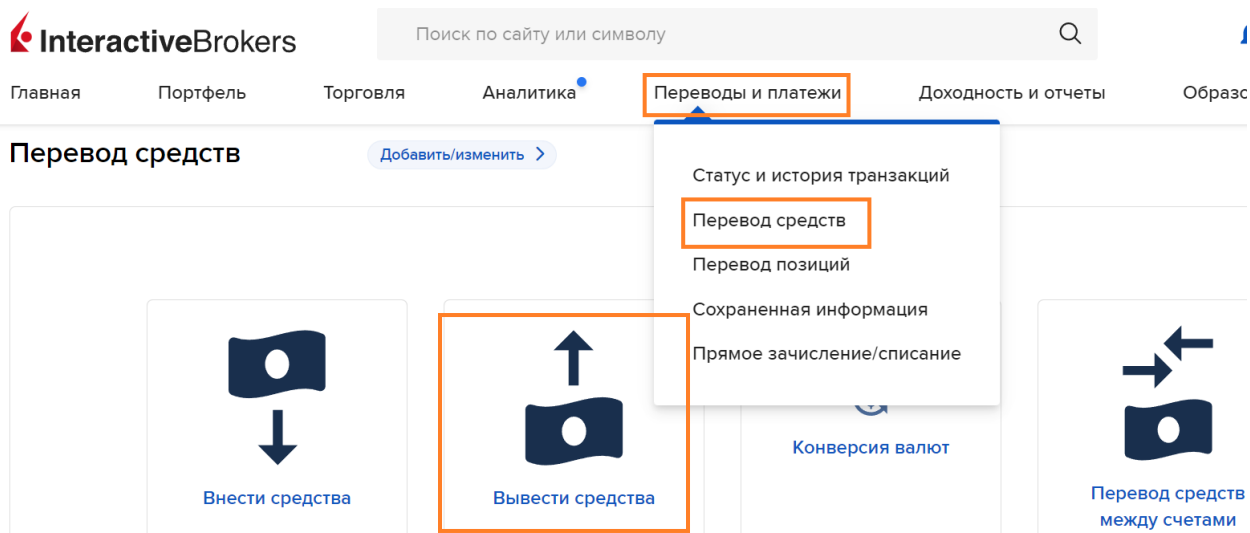 InteractiveBrokers
Поиск по сайту или символу
Главная Портфель Торговля Аналитика Переводы и платежи Доходность и отчеты
Перевод средств
Добавить/изменить
Статус и история транзакций
Перевод средств
Перевод позиций
Сохраненная информация
Прямое зачисление/списание
Внести средства
Вывести средства
Конверсия валют
Перевод средств
между счетами